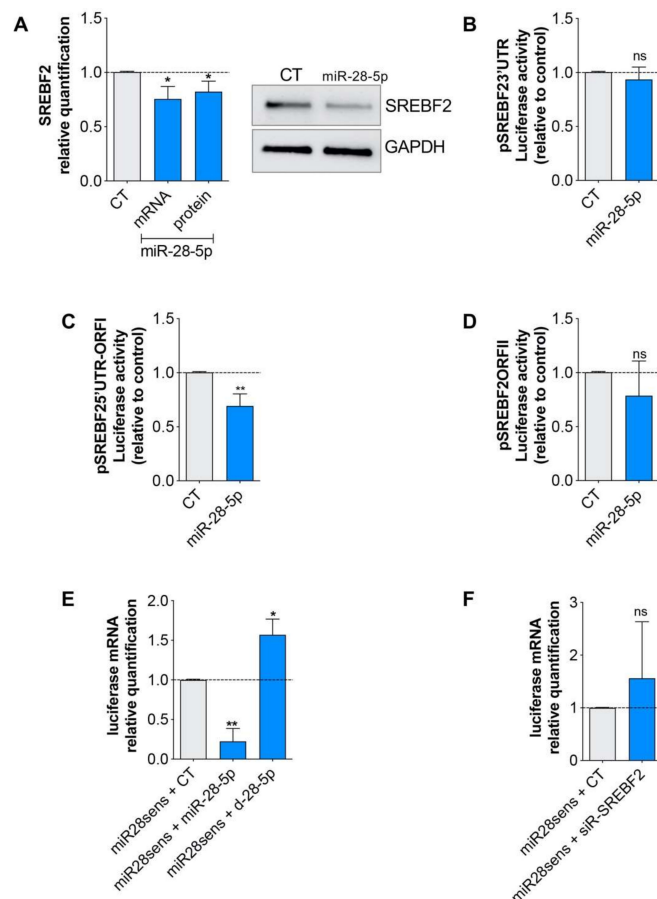 A
SREBF2
relative quantification
1.5
1.0
0.5
0.0
*
*
CT
mRNA
protein
miR-28-5p
CT
miR-28-5p
SREBF2
GAPDH
B
pSREBF23'UTR
Luciferase activity
(relative to control)
1.5
1.0
0.5
0.0
ns
CT
miR-28-5p
C
pSREBF25'UTR-ORFI
Luciferase activity
(relative to control)
1.5
1.0
0.5
0.0
**
CT
miR-28-5p
D
pSREBF2ORFII
Luciferase activity
(relative to control)
1.5
1.0
0.5
0.0
ns
CT
miR-28-5p
E
luciferase mRNA
relative quantification
2.0
1.5
1.0
0.5
0.0
**
*
miR28sens + CT
miR28sens + miR-28-5p
miR28sens + d-28-5p
F
luciferase mRNA
relative quantification
3
2
1
0
ns
miR28sens + CT
miR28sens + siR-SREBF2